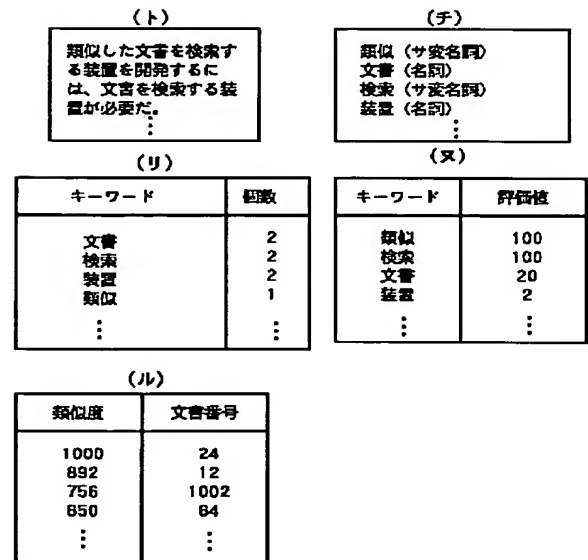 (ト)
類似した文書を検索す
る装置を開発するに
は、文書を検索する装
置が必要だ。
⋮
(チ)
類似(サ変名詞)
文書(名詞)
検索(サ変名詞)
装置(名詞)
⋮
(リ)
キーワード 個数
文書 2
検索 2
装置 2
類似 1
⋮ ⋮
(ヌ)
キーワード 評価値
類似 100
検索 100
文書 20
装置 2
⋮ ⋮
(ル)
類似度 文書番号
1000 24
892 12
756 1002
650 64
⋮ ⋮